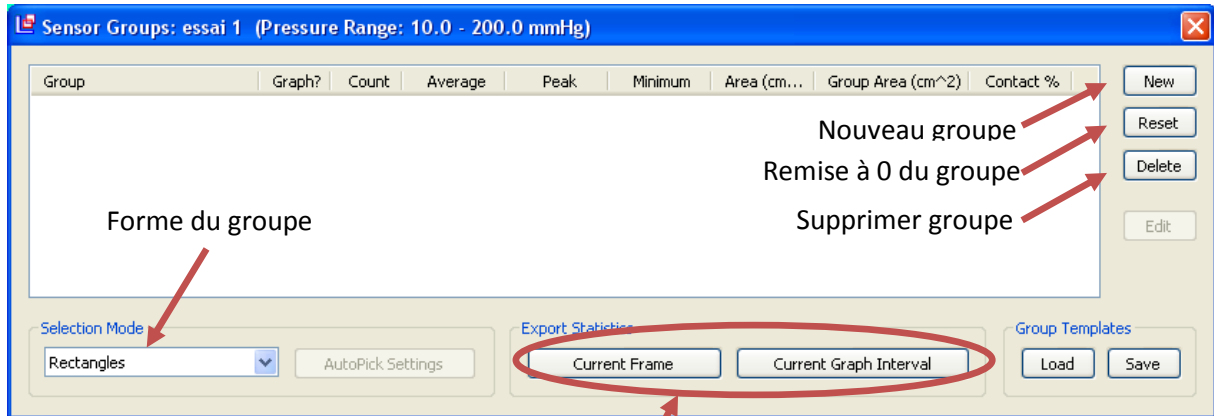 Sensor Groups: essai 1 (Pressure Range: 10.0 - 200.0 mmHg)
Group Graph? Count Average Peak Minimum Area (cm... Group Area (cm^2) Contact %
New
Nouveau groupe
Reset
Remise à 0 du groupe
Delete
Supprimer groupe
Forme du groupe
Edit
Selection Mode
Export Statistics
Group Templates
Rectangles
AutoPick Settings
Current Frame
Current Graph Interval
Load
Save